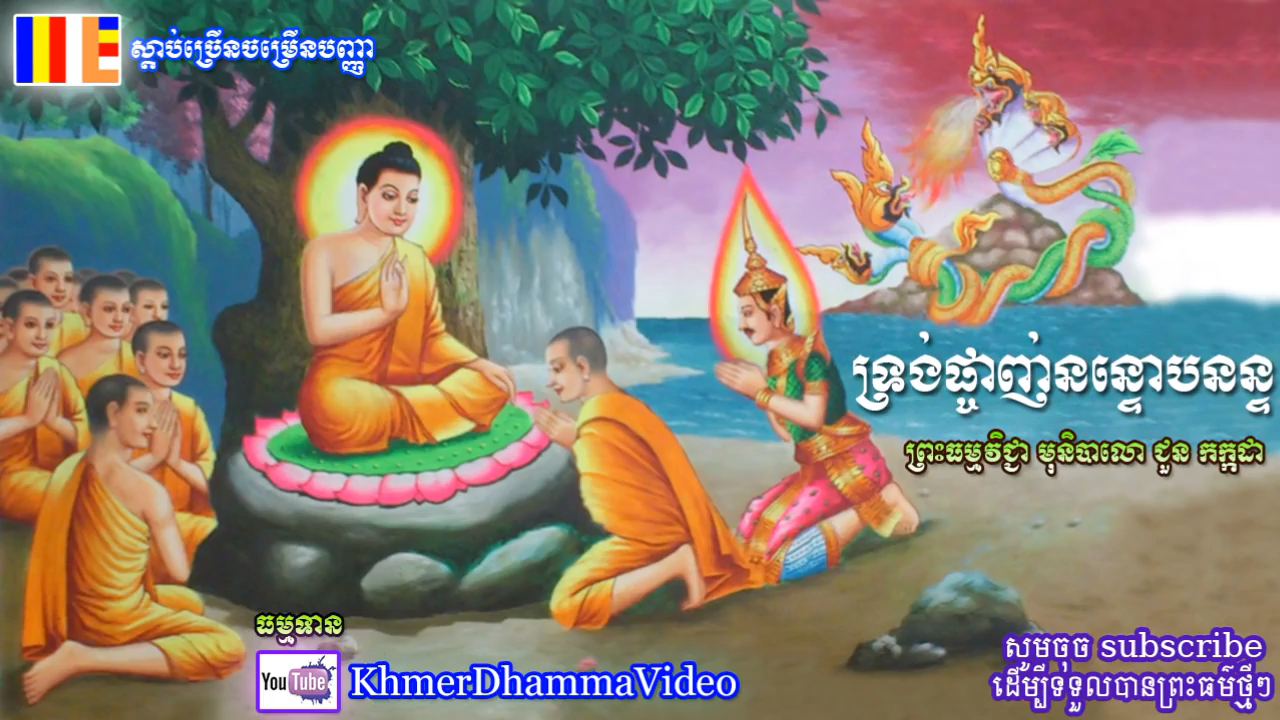 ស្ដាប់ច្រើនចម្រើនបញ្ញា
ទ្រង់ផ្ចាញ់នន្ទោបនន្ទ
ព្រះធម្មវិជ្ជា មុនិបាលោ ជួន កក្កដា
ធម្មទាន
YouTube KhmerDhammaVideo
សូមចុច subscribe
ដើម្បីទទួលបានព្រះធម៌ថ្មីៗ